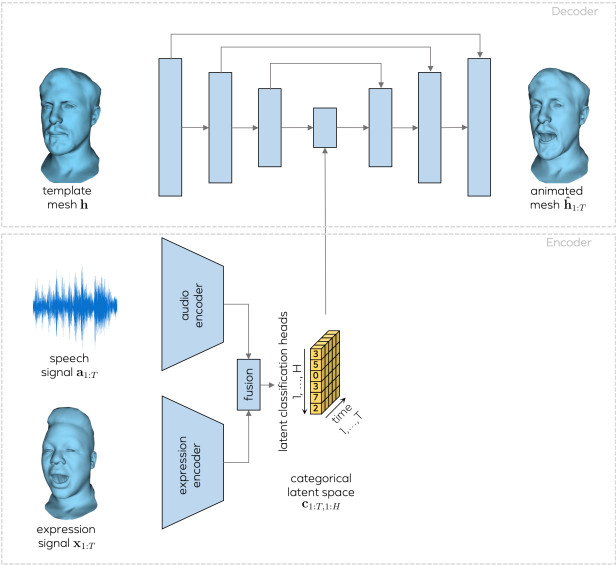 Decoder
template
mesh h
animated
mesh ĥ1:T
Encoder
speech
signal a1:T
audio
encoder
expression
encoder
fusion
latent classification heads
1, ..., H
3
5
0
3
7
2
time
1,...,T
categorical
latent space
c1:T,1:H
expression
signal x1:T